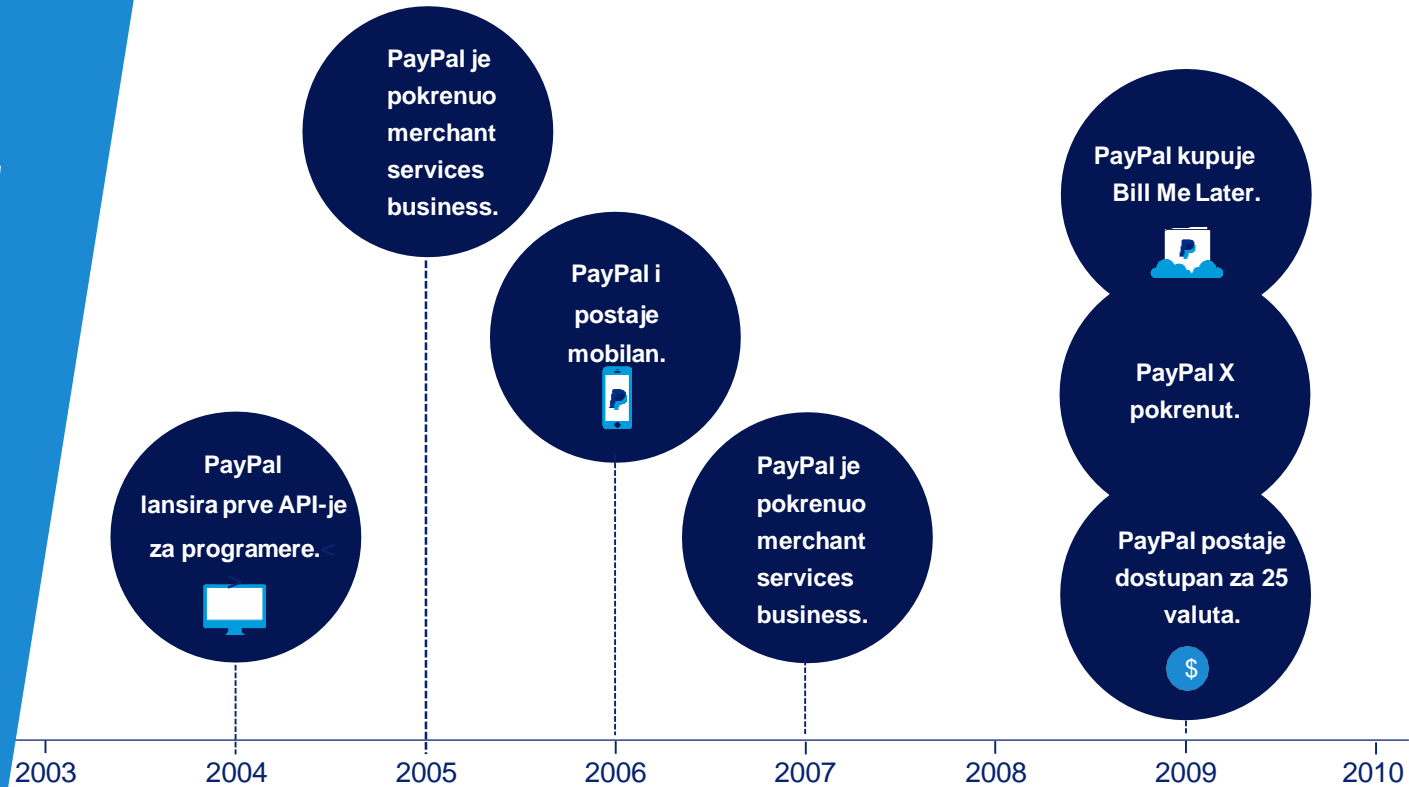 PayPal je
pokrenuo
merchant
services
business.
PayPal i
postaje
mobilan.
PayPal
lansira prve API-je
za programere.<
>
PayPal je
pokrenuo
merchant
services
business.
PayPal kupuje
Bill Me Later.
PayPal X
pokrenut.
PayPal postaje
dostupan za 25
valuta.
$
2003 2004 2005 2006 2007 2008 2009 2010